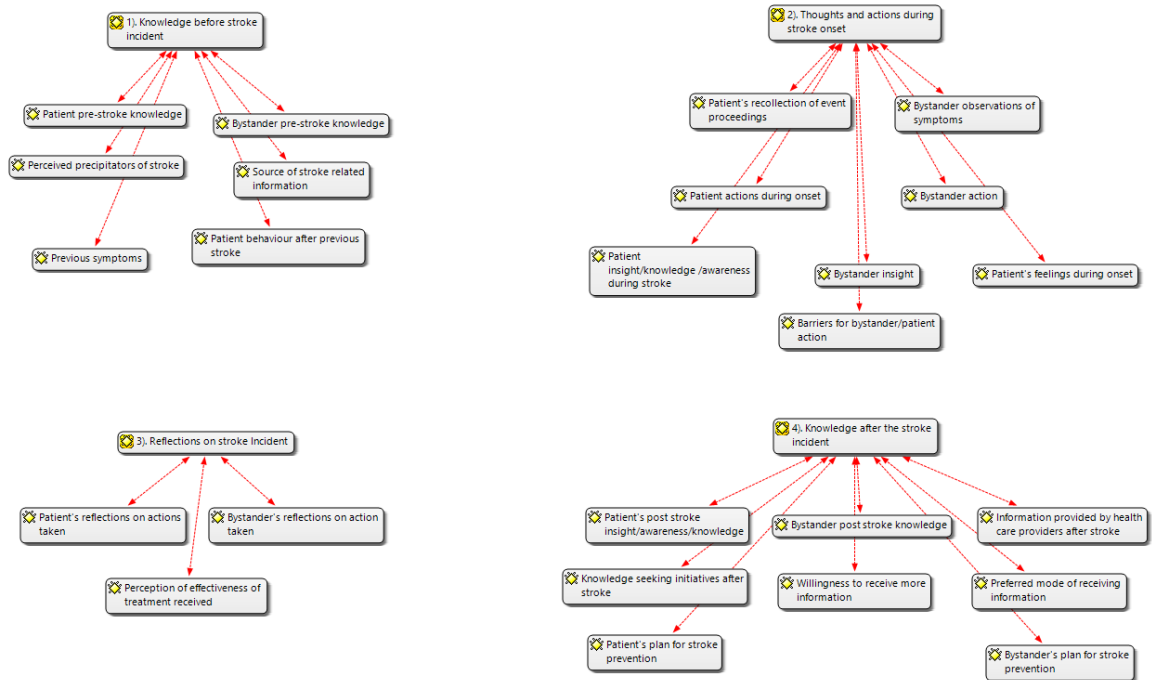 1). Knowledge before stroke
incident
Patient pre-stroke knowledge
Bystander pre-stroke knowledge
Perceived precipitators of stroke
Source of stroke related
information
Patient behaviour after previous
stroke
Previous symptoms
2). Thoughts and actions during
stroke onset
Patient's recollection of event
proceedings
Bystander observations of
symptoms
Patient actions during onset
Bystander action
Patient
insight/knowledge /awareness
during stroke
Bystander insight
Patient's feelings during onset
Barriers for bystander/patient
action
3). Reflections on stroke Incident
Patient's reflections on actions
taken
Bystander's reflections on action
taken
Perception of effectiveness of
treatment received
4). Knowledge after the stroke
incident
Patient's post stroke
insight/awareness/knowledge
Bystander post stroke knowledge
Information provided by health
care providers after stroke
Knowledge seeking initiatives after
stroke
Willingness to receive more
information
Preferred mode of receiving
information
Patient's plan for stroke
prevention
Bystander's plan for stroke
prevention